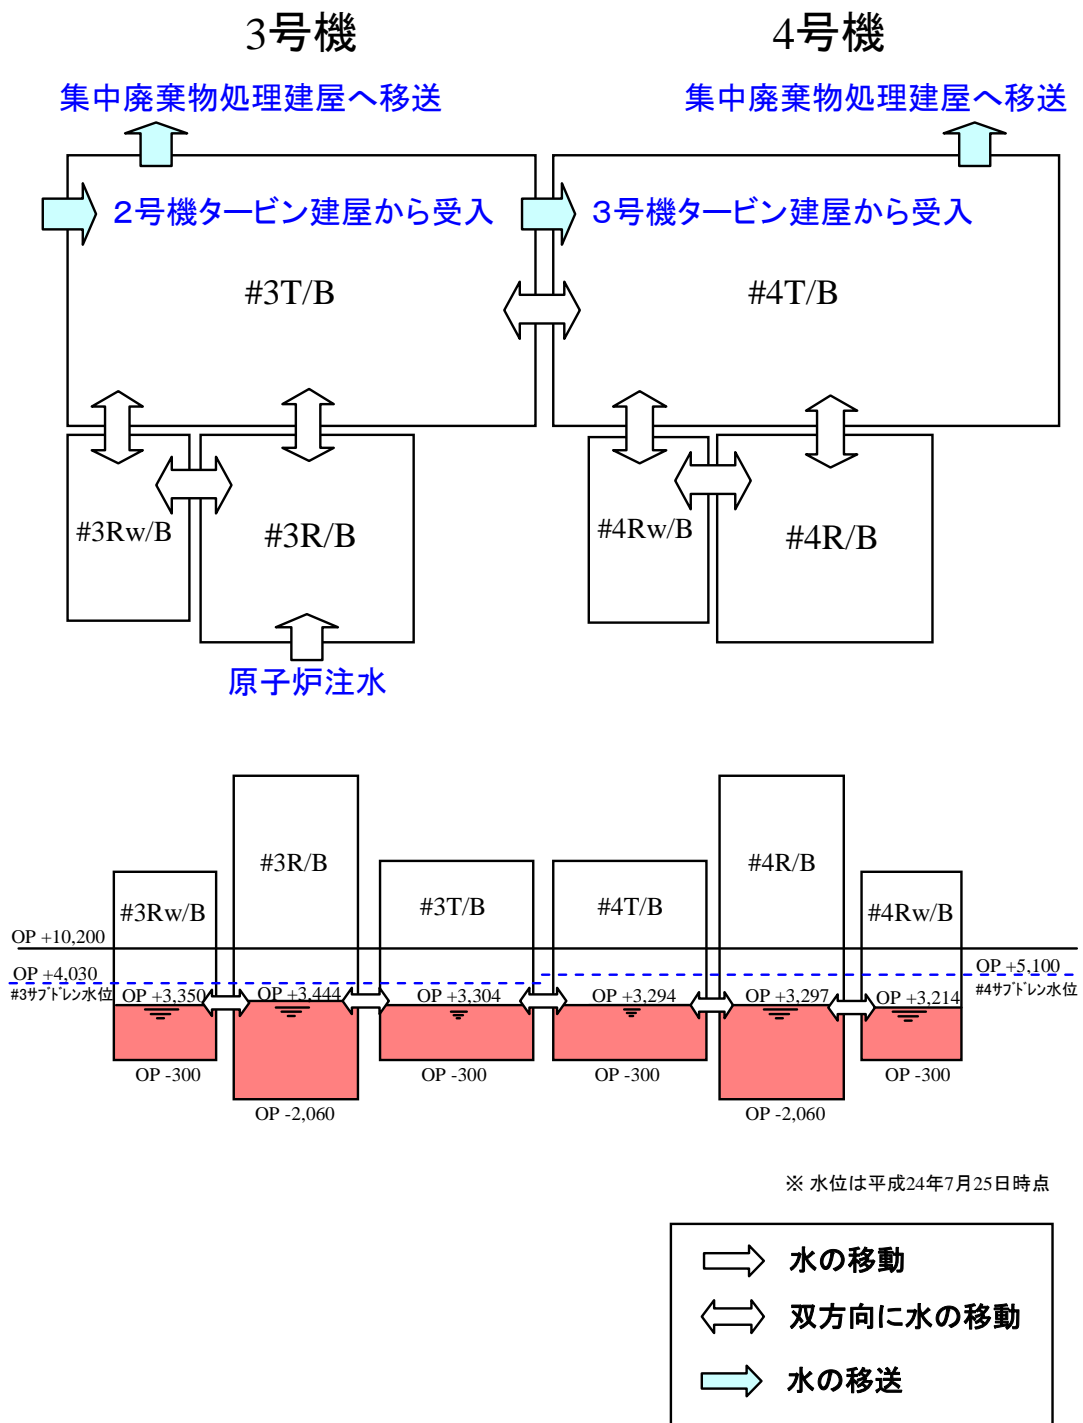 3号機
4号機
集中廃棄物処理建屋へ移送
集中廃棄物処理建屋へ移送
２号機タービン建屋から受入
３号機タービン建屋から受入
#3T/B
#4T/B
#3Rw/B
#3R/B
#4Rw/B
#4R/B
原子炉注水
#3R/B
#4R/B
#3Rw/B
#3T/B
#4T/B
#4Rw/B
OP +10,200
OP +4,030
#3サブドレン水位
OP +5,100
#4サブドレン水位
OP +3,350
OP +3,444
OP +3,304
OP +3,294
OP +3,297
OP +3,214
OP -300
OP -2,060
OP -300
OP -300
OP -2,060
OP -300
※ 水位は平成24年7月25日時点
水の移動
双方向に水の移動
水の移送